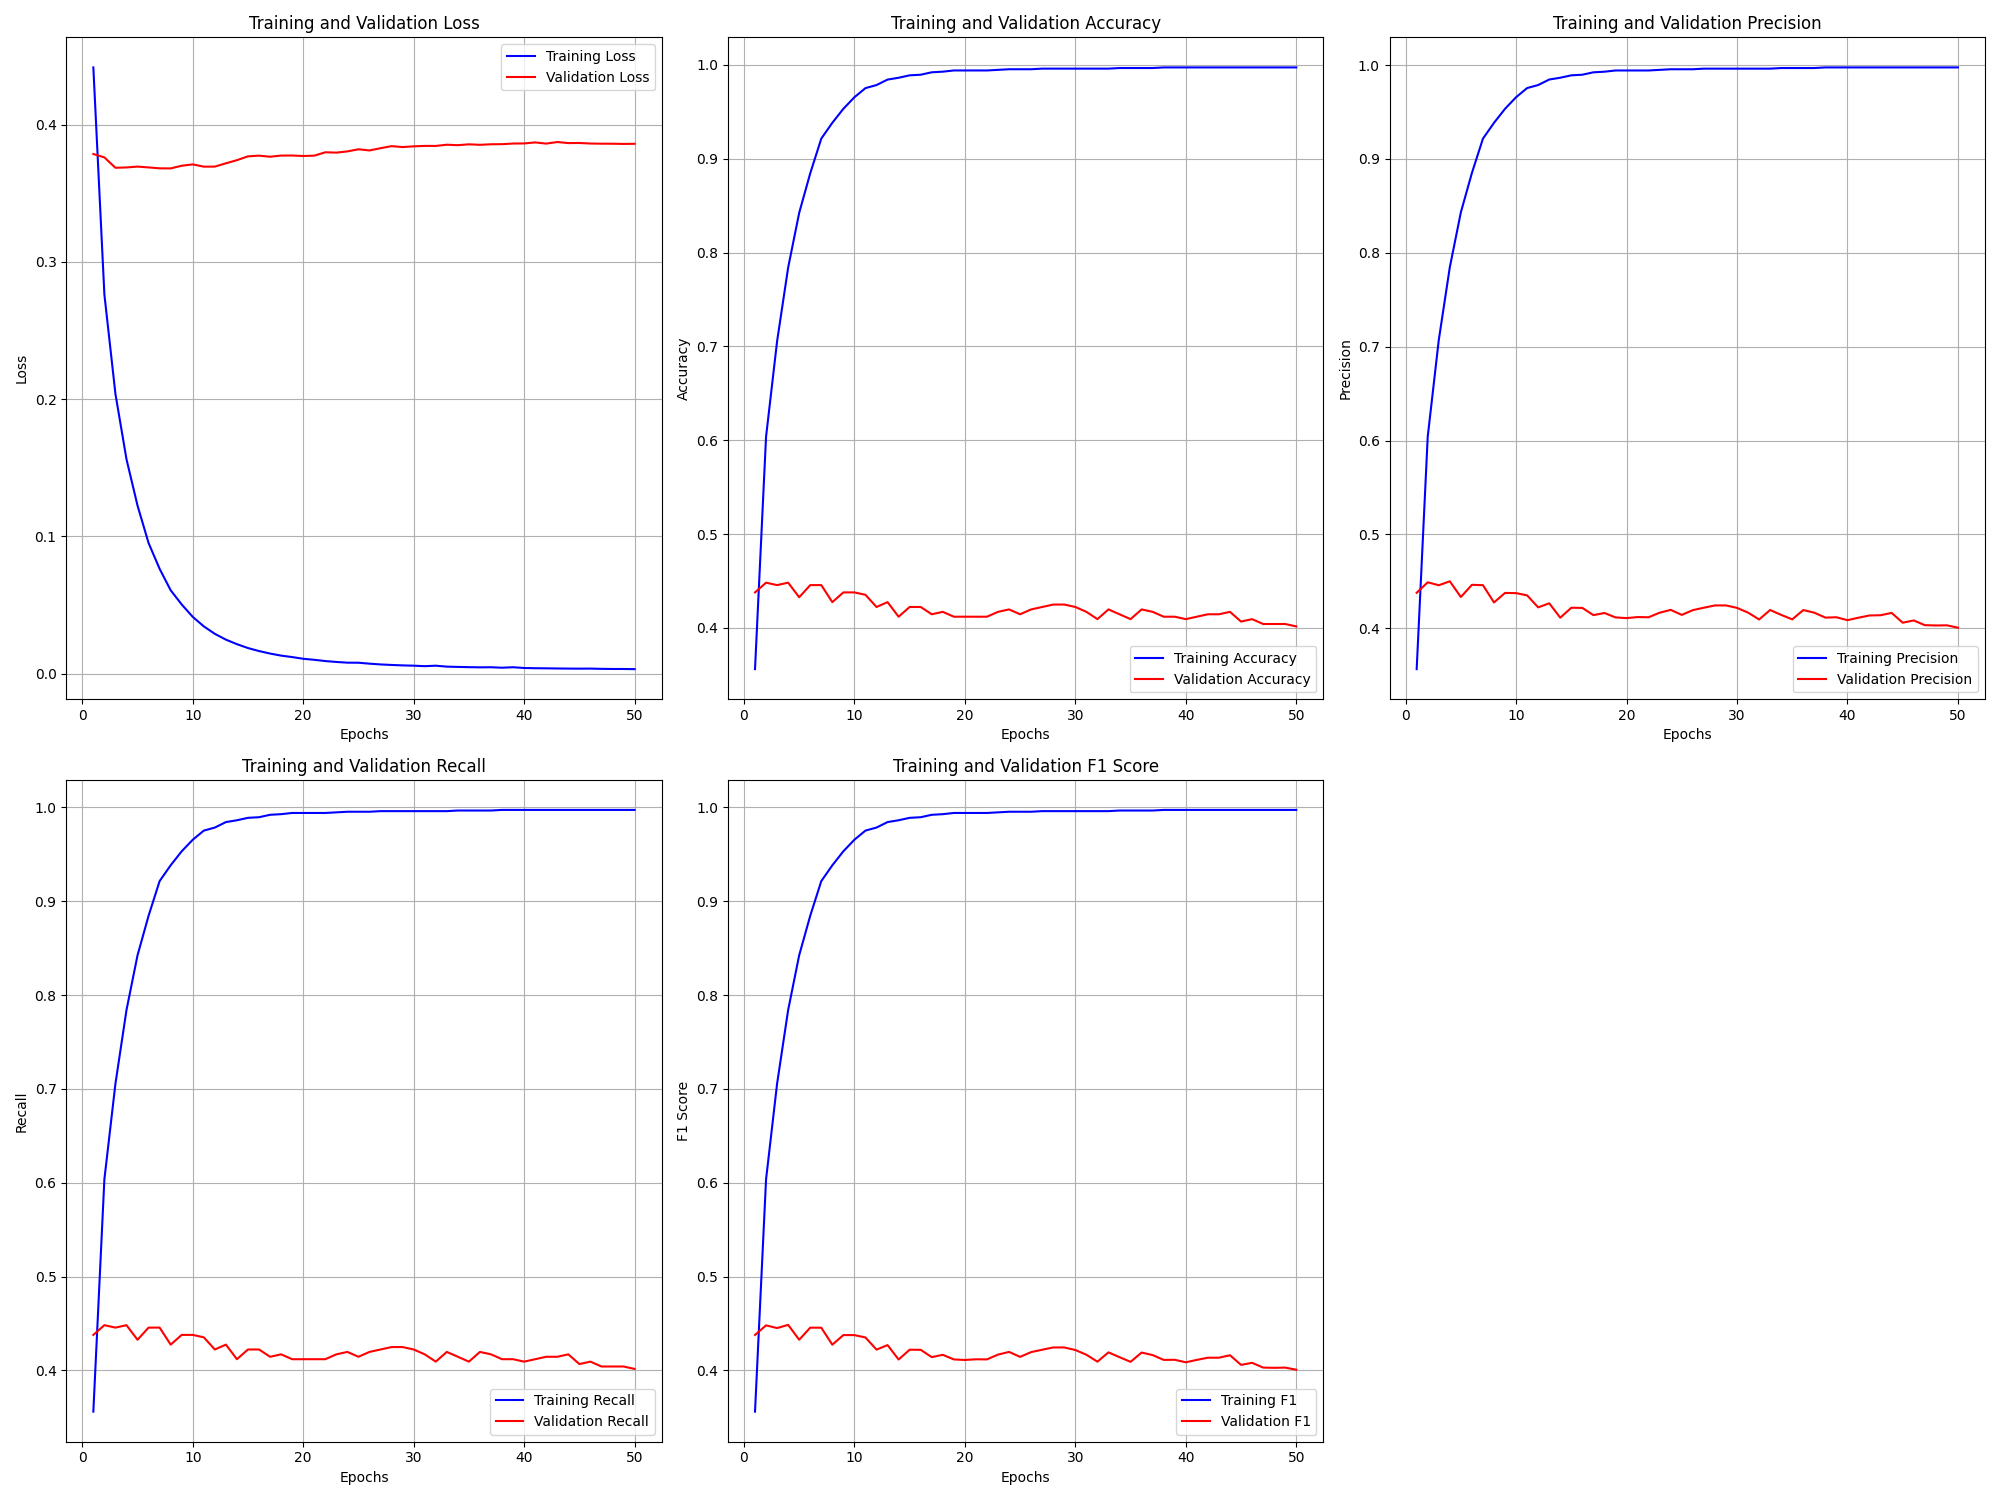 Training and Validation Loss
Training Loss
Validation Loss
0.4
0.3
0.2
0.1
0.0
Loss
0 10 20 30 40 50
Epochs
Training and Validation Accuracy
1.0
0.9
0.8
0.7
0.6
0.5
0.4
Accuracy
Training Accuracy
Validation Accuracy
0 10 20 30 40 50
Epochs
Training and Validation Precision
1.0
0.9
0.8
0.7
0.6
0.5
0.4
Precision
Training Precision
Validation Precision
0 10 20 30 40 50
Epochs
Training and Validation Recall
1.0
0.9
0.8
0.7
0.6
0.5
0.4
Recall
Training Recall
Validation Recall
0 10 20 30 40 50
Epochs
Training and Validation F1 Score
1.0
0.9
0.8
0.7
0.6
0.5
0.4
F1 Score
Training F1
Validation F1
0 10 20 30 40 50
Epochs